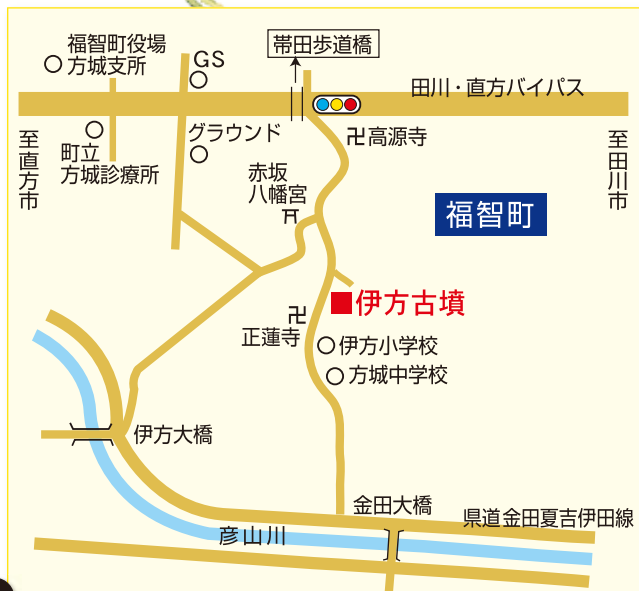 福智町役場
方城支所
GS
帯田歩道橋
田川・直方バイパス
至直方市
町立
方城診療所
グラウンド
卍高源寺
至田川市
赤坂
八幡宮
福智町
伊方古墳
卍
正蓮寺
伊方小学校
方城中学校
伊方大橋
金田大橋
県道金田夏吉伊田線
彦山川